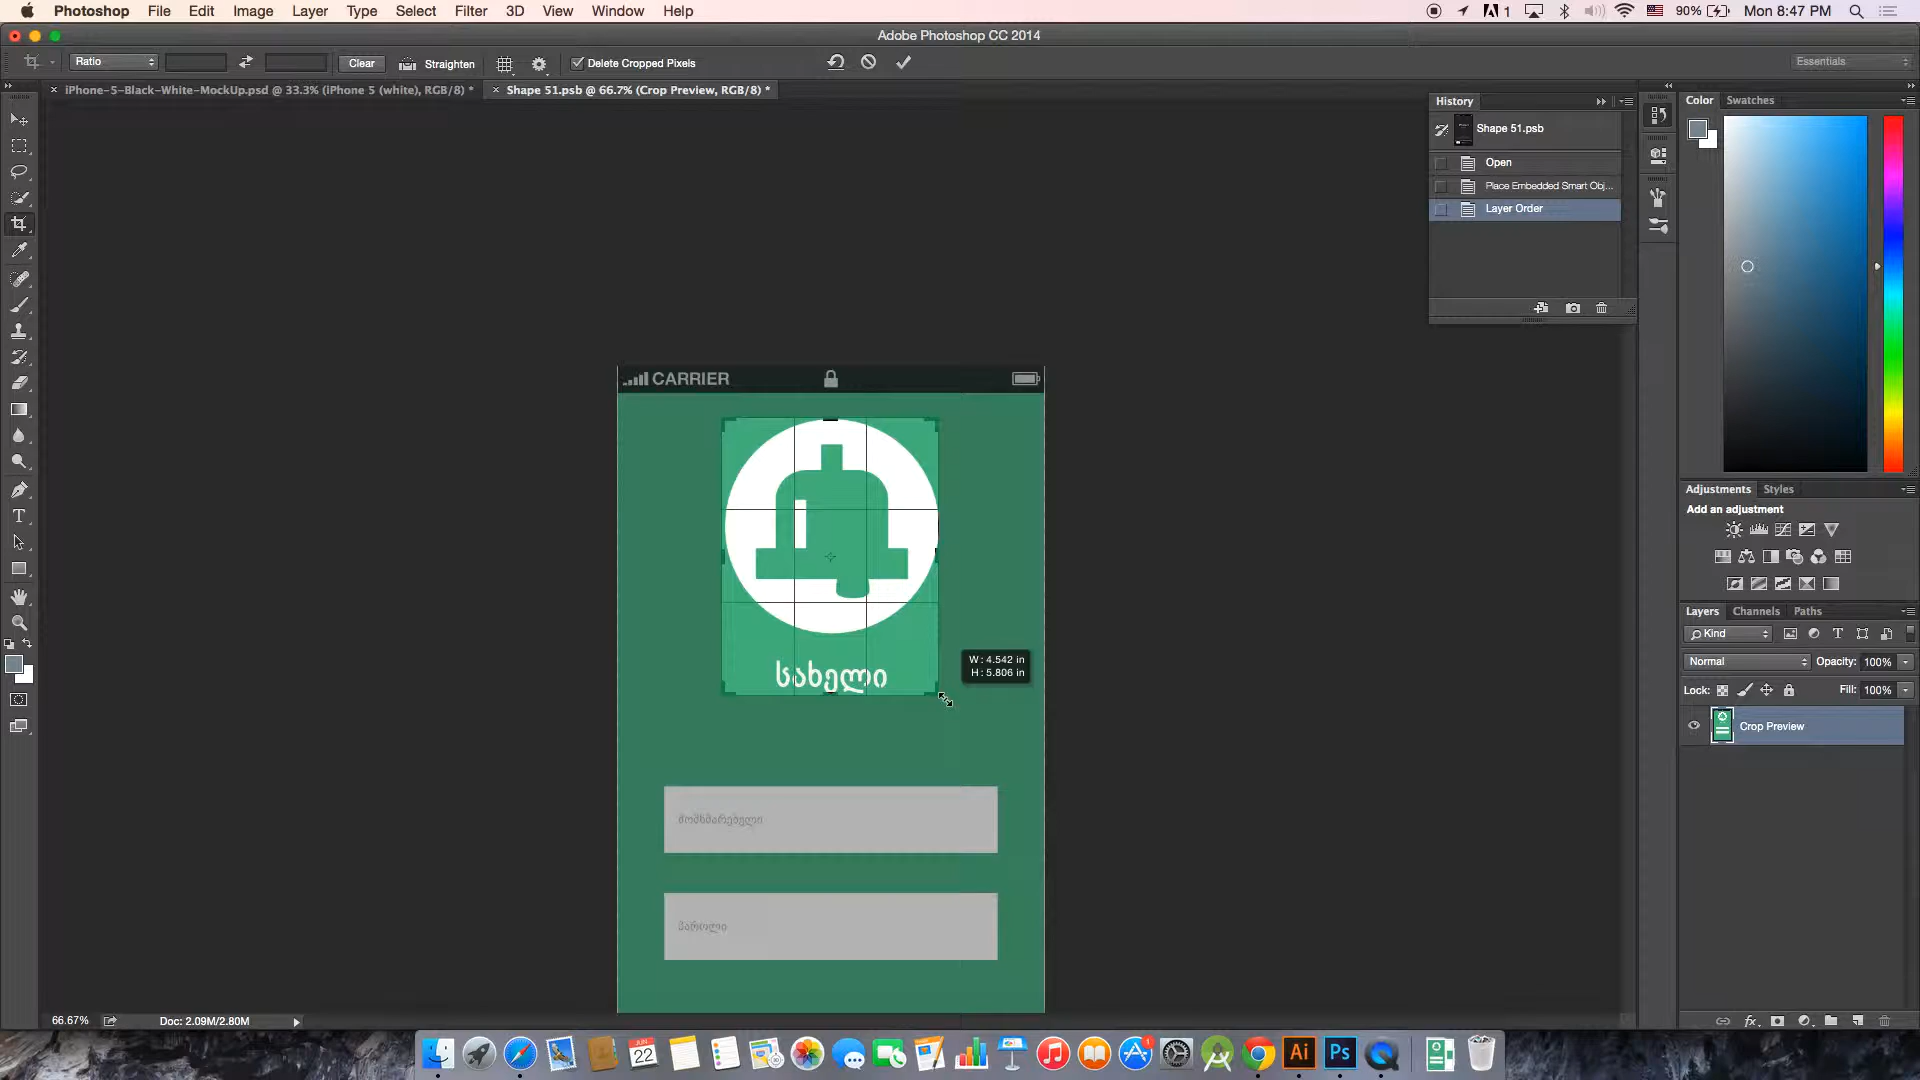 Photoshop File Edit Image Layer Type Select Filter 3D View Window Help
1 90% Mon 8:47 PM
Adobe Photoshop CC 2014
Ratio Clear Straighten Delete Cropped Pixels Essentials
× iPhone-5-Black-White-MockUp.psd @ 33.3% (iPhone 5 (white), RGB/8) * × Shape 51.psb @ 66.7% (Crop Preview, RGB/8) *
History
Shape 51.psb
Open
Place Embedded Smart Obj...
Layer Order
Color Swatches
CARRIER
სახელი
W : 4.542 in
H : 5.806 in
მომხმარებელი
პაროლი
Adjustments Styles
Add an adjustment
Layers Channels Paths
Kind
Normal Opacity: 100%
Lock: Fill: 100%
Crop Preview
66.67% Doc: 2.09M/2.80M
JUN
22
1
Ai Ps